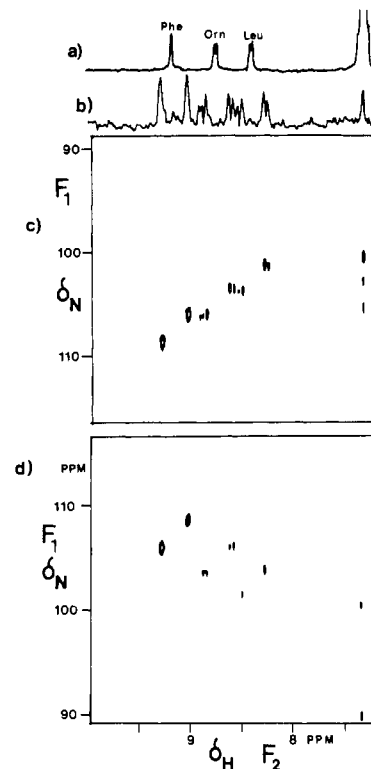 a)
Phe Orn Leu
b)
90
F1
c)
100
δN
110
d) PPM
110
F1
δN
100
90
9 8 PPM
δH F2